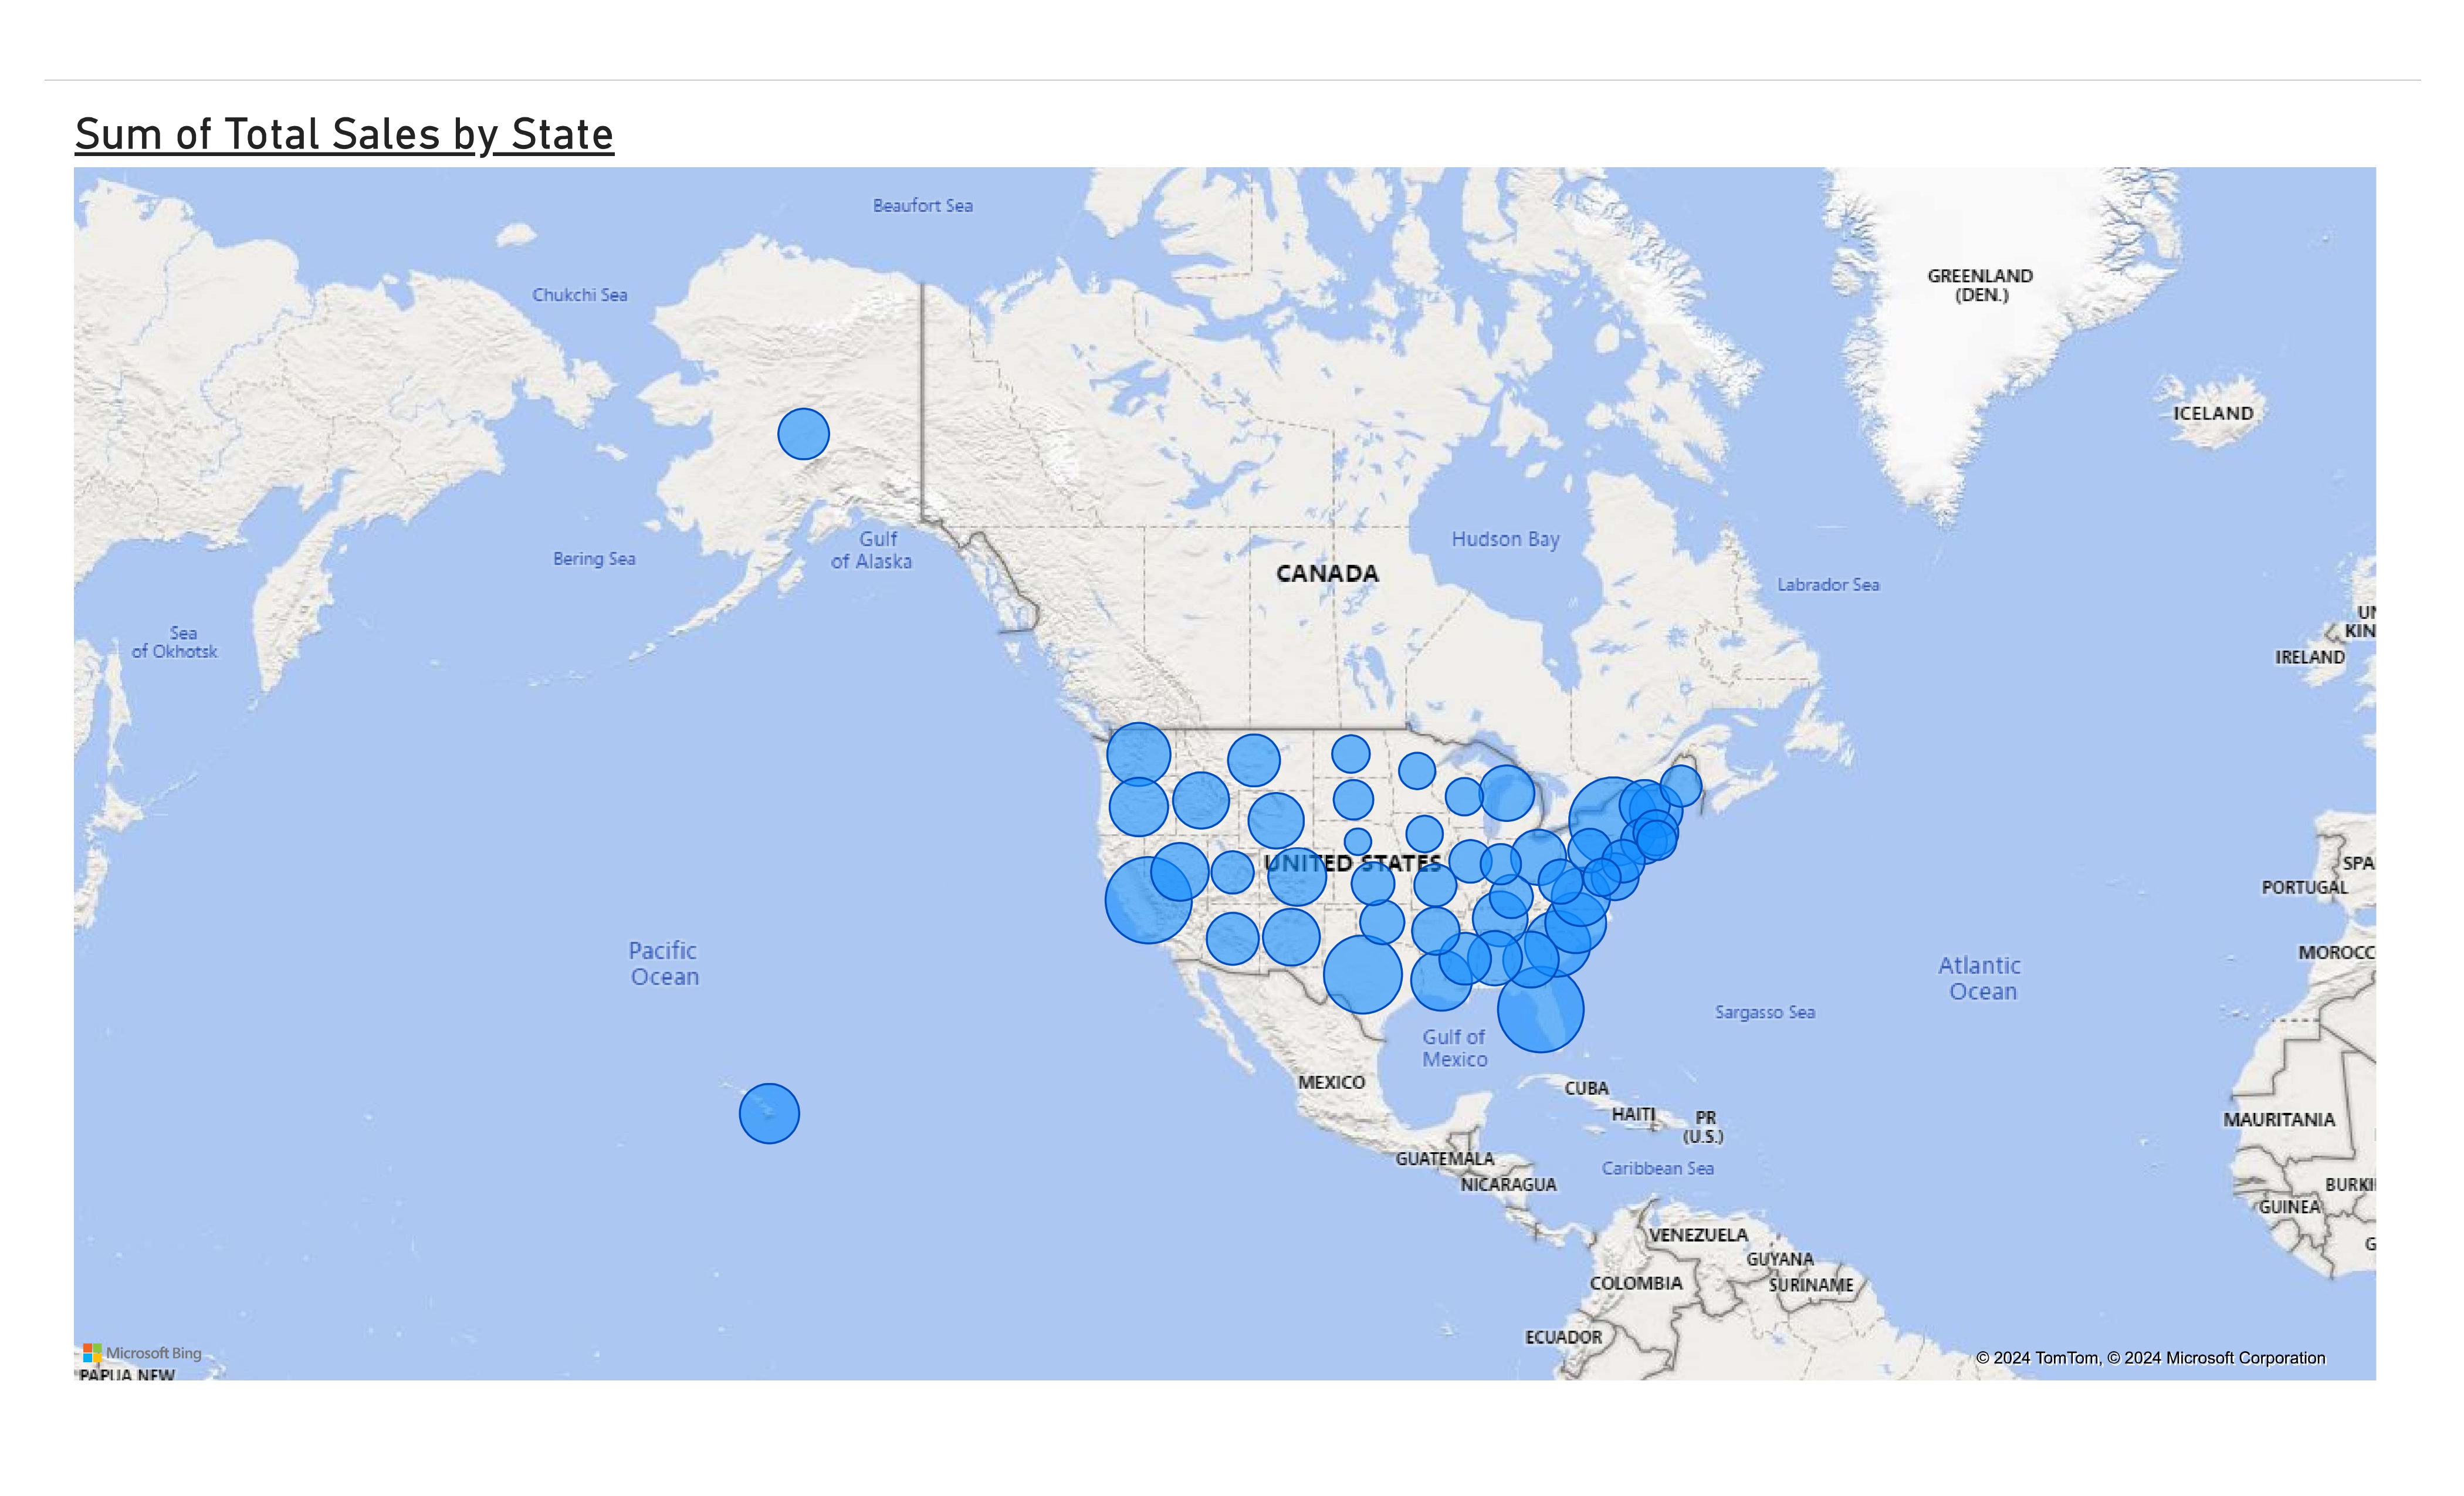 Sum of Total Sales by State
Beaufort Sea
GREENLAND
(DEN.)
Chukchi Sea
ICELAND
Gulf
of Alaska
Hudson Bay
Bering Sea
CANADA
Labrador Sea
UN
KIN
Sea
of Okhotsk
IRELAND
UNITED STATES
SPA
PORTUGAL
Pacific
Ocean
MOROCC
Atlantic
Ocean
Sargasso Sea
Gulf of
Mexico
MEXICO
CUBA
HAITI
PR
(U.S.)
MAURITANIA
GUATEMALA
Caribbean Sea
NICARAGUA
BURKI
GUINEA
VENEZUELA
G
GUYANA
COLOMBIA
SURINAME
ECUADOR
Microsoft Bing
© 2024 TomTom, © 2024 Microsoft Corporation
PAPUA NEW